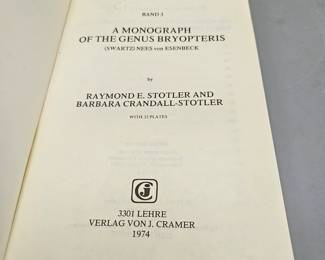 BAND 3
A MONOGRAPH
OF THE GENUS BRYOPTERIS
(SWARTZ) NEES von ESENBECK
by
RAYMOND E. STOTLER AND
BARBARA CRANDALL-STOTLER
WITH 32 PLATES
3301 LEHRE
VERLAG VON J. CRAMER
1974